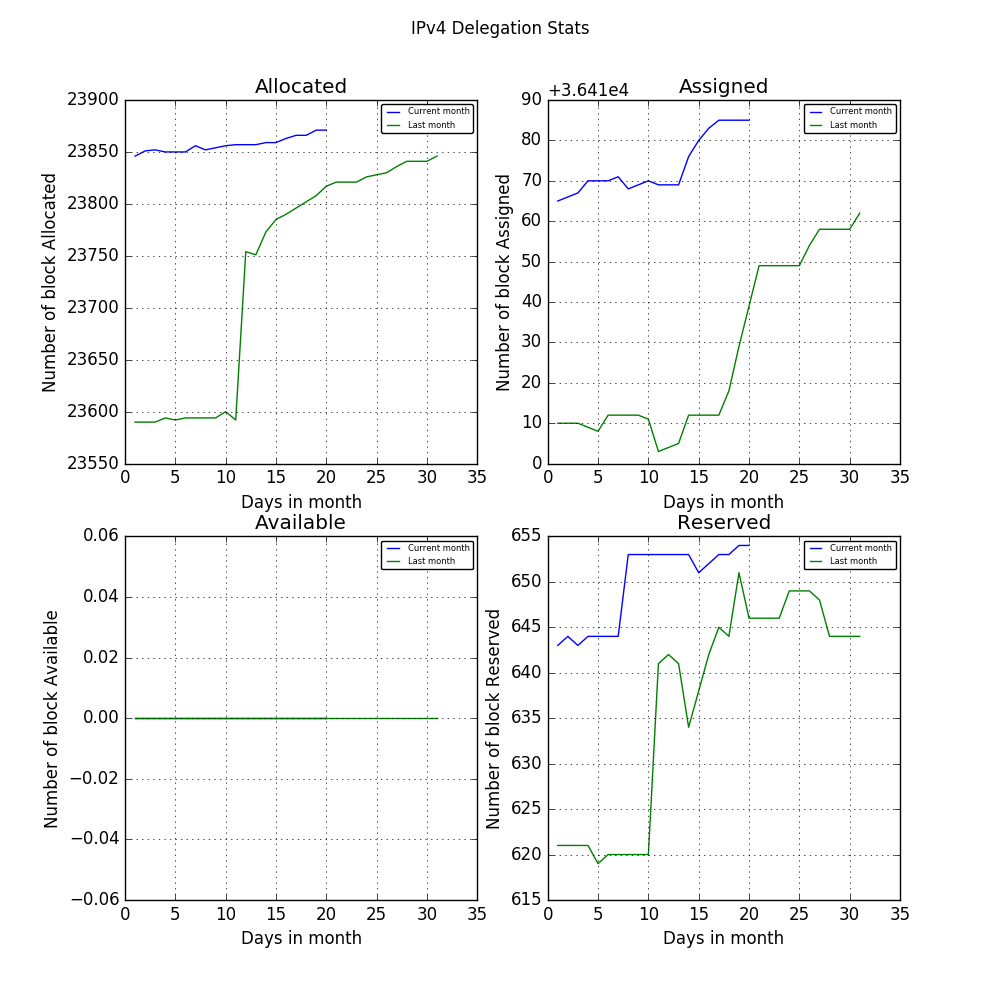 IPv4 Delegation Stats
Allocated
Number of block Allocated
23900
23850
23800
23750
23700
23650
23600
23550
Current month
Last month
0 5 10 15 20 25 30 35
Days in month
Assigned
+3.641e4
Number of block Assigned
90
80
70
60
50
40
30
20
10
0
Current month
Last month
0 5 10 15 20 25 30 35
Days in month
Available
Number of block Available
0.06
0.04
0.02
0.00
−0.02
−0.04
−0.06
Current month
Last month
0 5 10 15 20 25 30 35
Days in month
Reserved
Number of block Reserved
655
650
645
640
635
630
625
620
615
Current month
Last month
0 5 10 15 20 25 30 35
Days in month